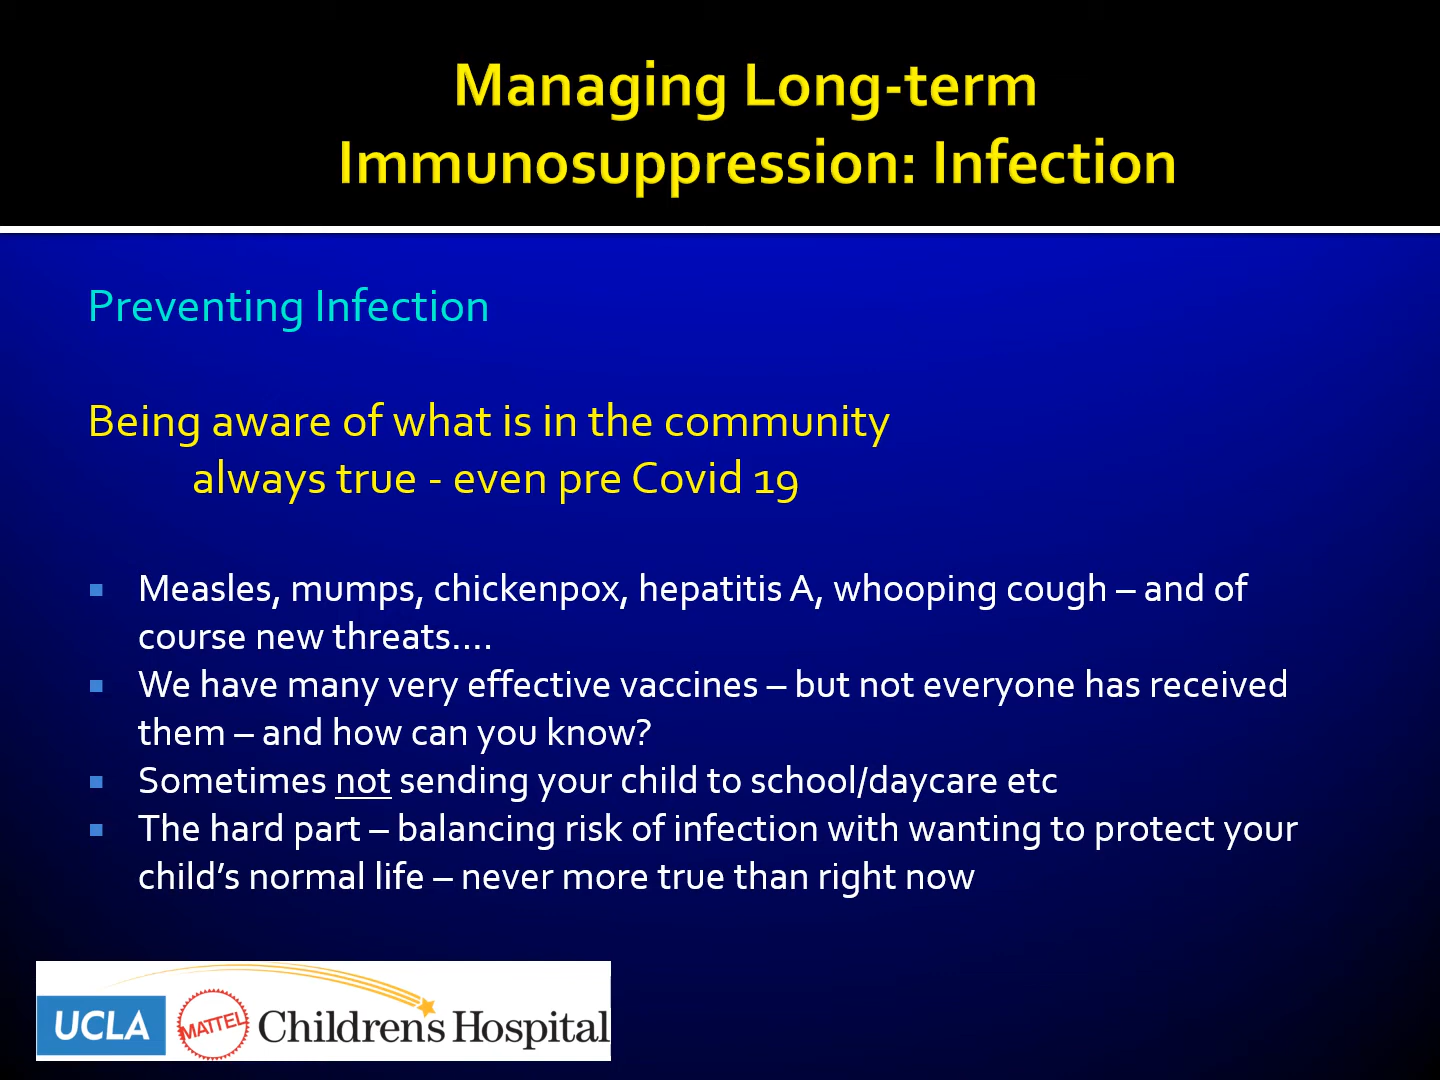 Managing Long-term
Immunosuppression: Infection
Preventing Infection
Being aware of what is in the community
always true - even pre Covid 19
Measles, mumps, chickenpox, hepatitis A, whooping cough – and of
course new threats....
We have many very effective vaccines – but not everyone has received
them – and how can you know?
Sometimes not sending your child to school/daycare etc
The hard part – balancing risk of infection with wanting to protect your
child's normal life – never more true than right now
UCLA MATTEL Children's Hospital